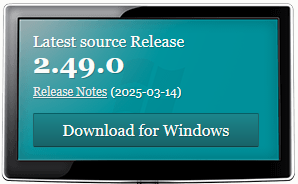 Latest source Release
2.49.0
Release Notes (2025-03-14)
Download for Windows